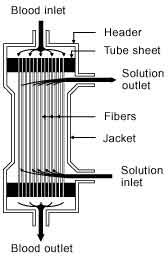 Blood inlet
Header
Tube sheet
Solution
outlet
Fibers
Jacket
Solution
inlet
Blood outlet